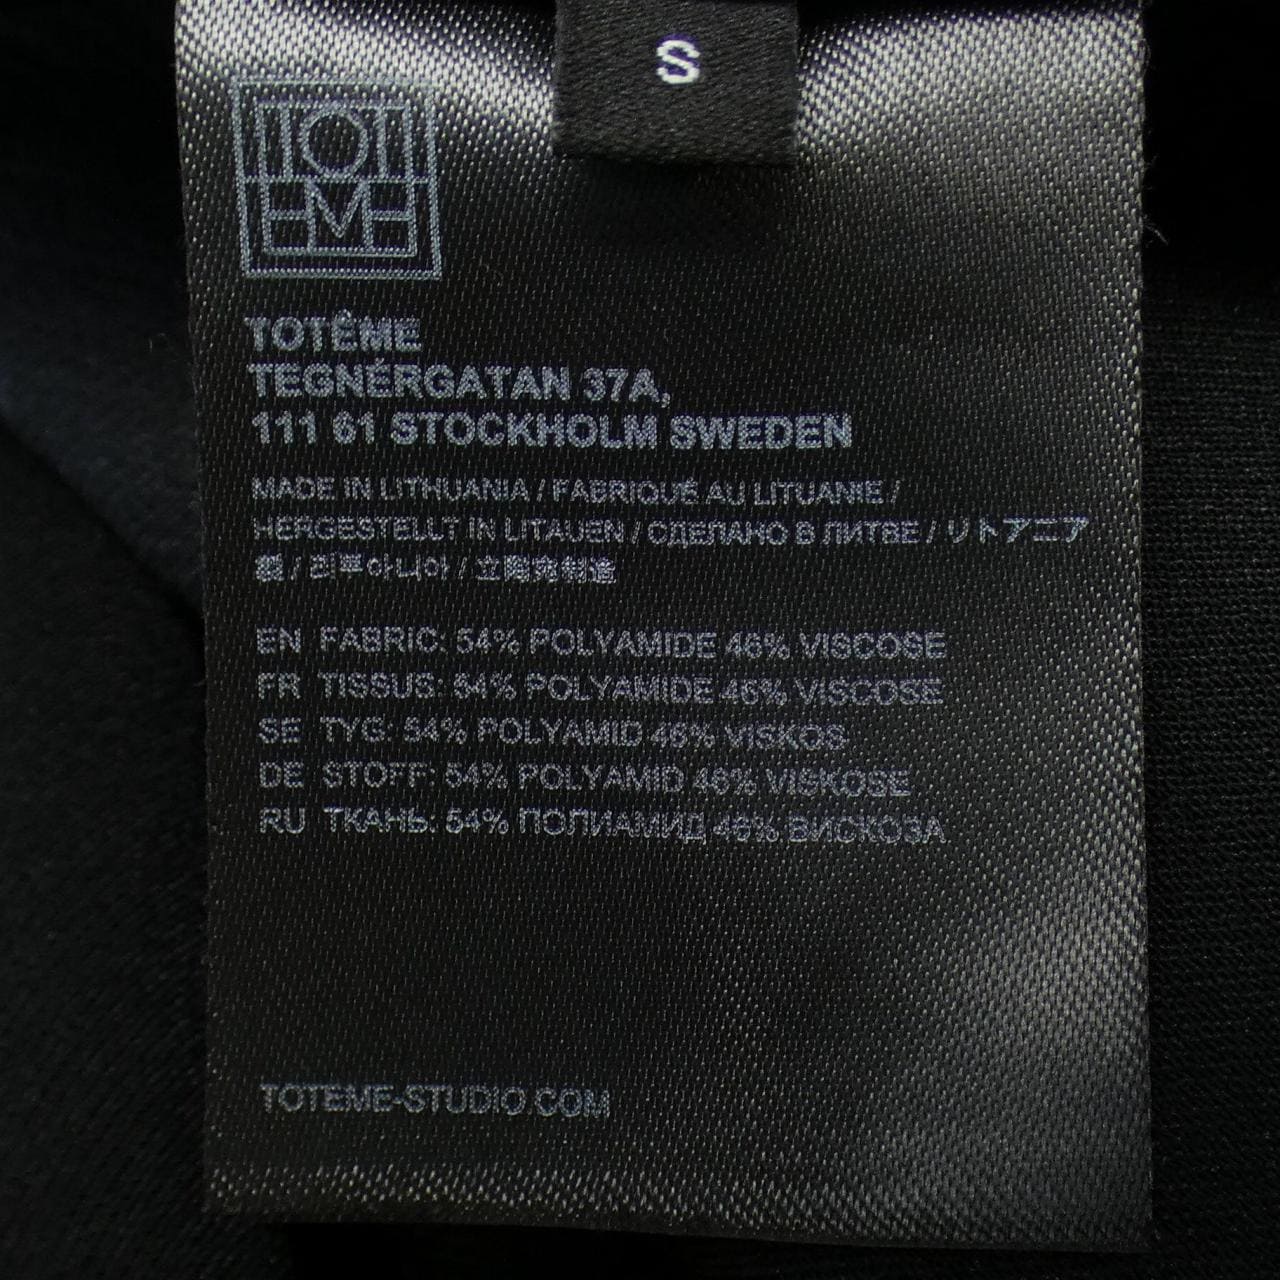 S
TOTÊME
TEGNÉRGATAN 37A,
111 61 STOCKHOLM SWEDEN
MADE IN LITHUANIA / FABRIQUÉ AU LITUANIE /
HERGESTELLT IN LITAUEN / СДЕЛАНО В ЛИТВЕ / リトアニア
製 / 리투아니아 / 立陶宛制造
EN FABRIC: 54% POLYAMIDE 46% VISCOSE
FR TISSUS: 54% POLYAMIDE 46% VISCOSE
SE TYG: 54% POLYAMID 46% VISKOS
DE STOFF: 54% POLYAMID 46% VISKOSE
RU ТКАНЬ: 54% ПОЛИАМИД 46% ВИСКОЗА
TOTEME-STUDIO.COM